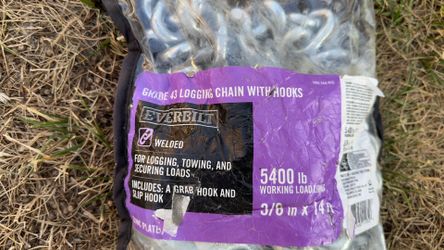 GRADE 43 LOGGING CHAIN WITH HOOKS
EVERBILT
WELDED
FOR LOGGING, TOWING, AND
SECURING LOADS
INCLUDES: A GRAB HOOK AND
SLIP HOOK
5400 lb
WORKING LOAD LIMIT
3/8 in x 14 ft